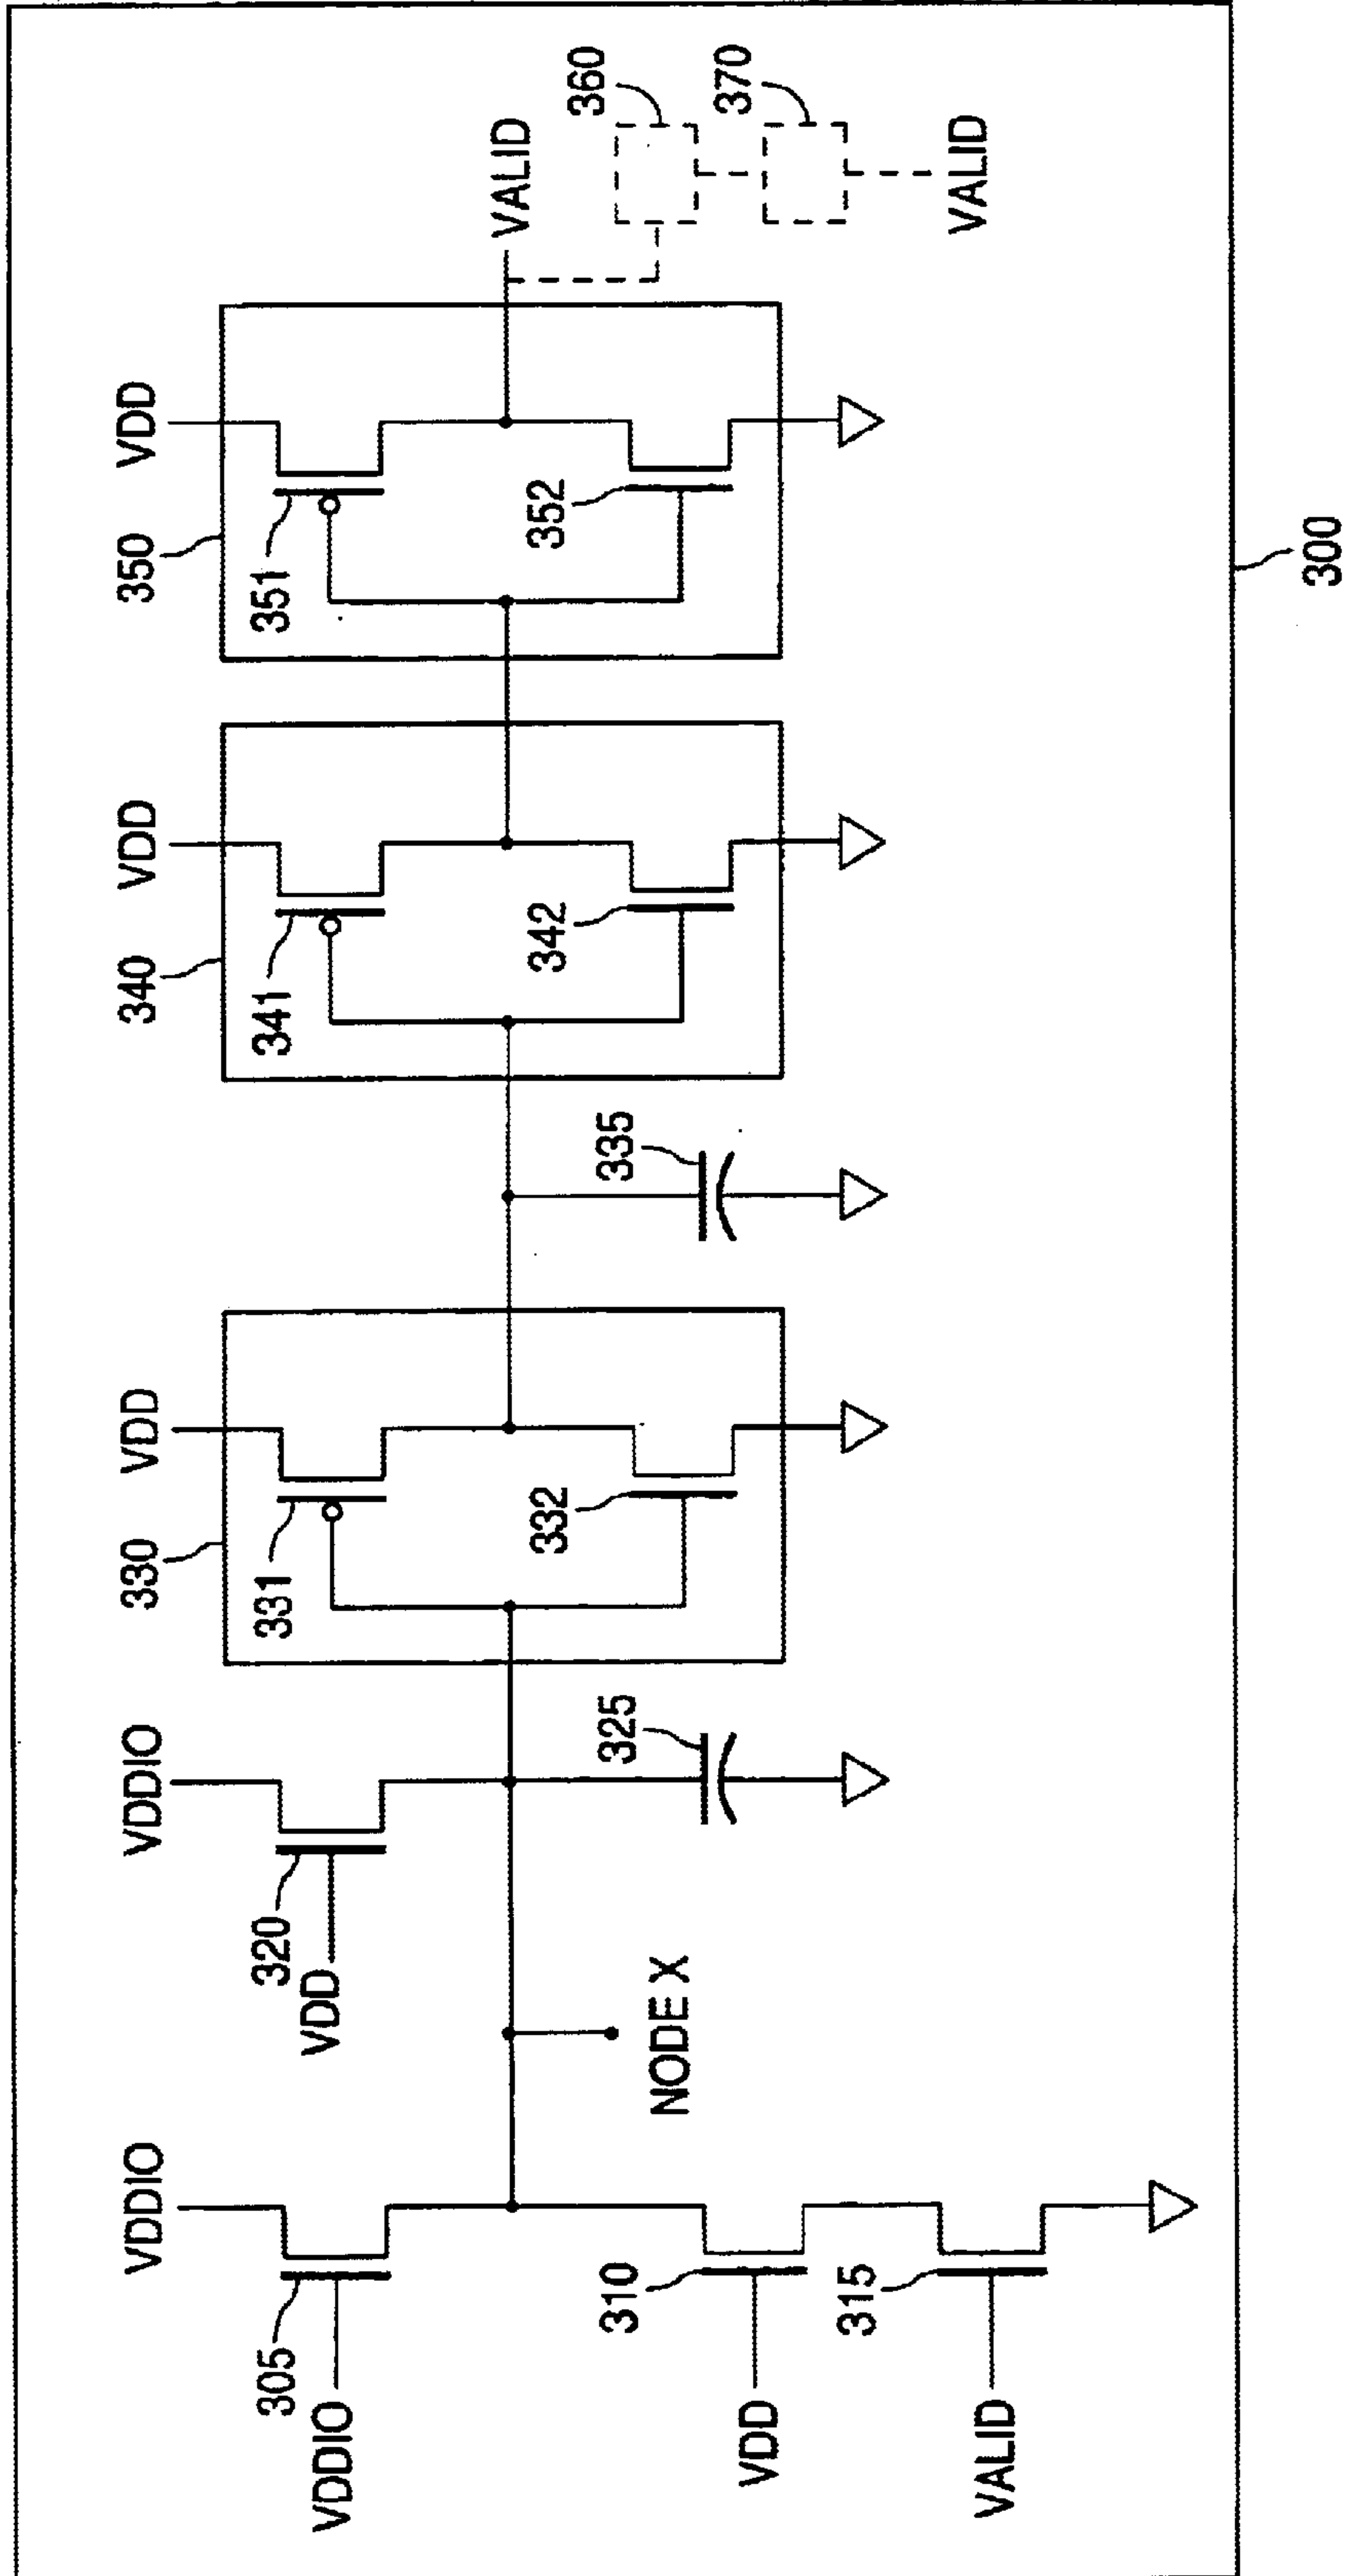 VDDIO
VDDIO
330
VDD
340
VDD
350
VDD
305
320
331
341
351
VDDIO
VDD
332
342
352
VALID
310
325
335
360
NODE X
370
VDD
315
VALID
VALID
300